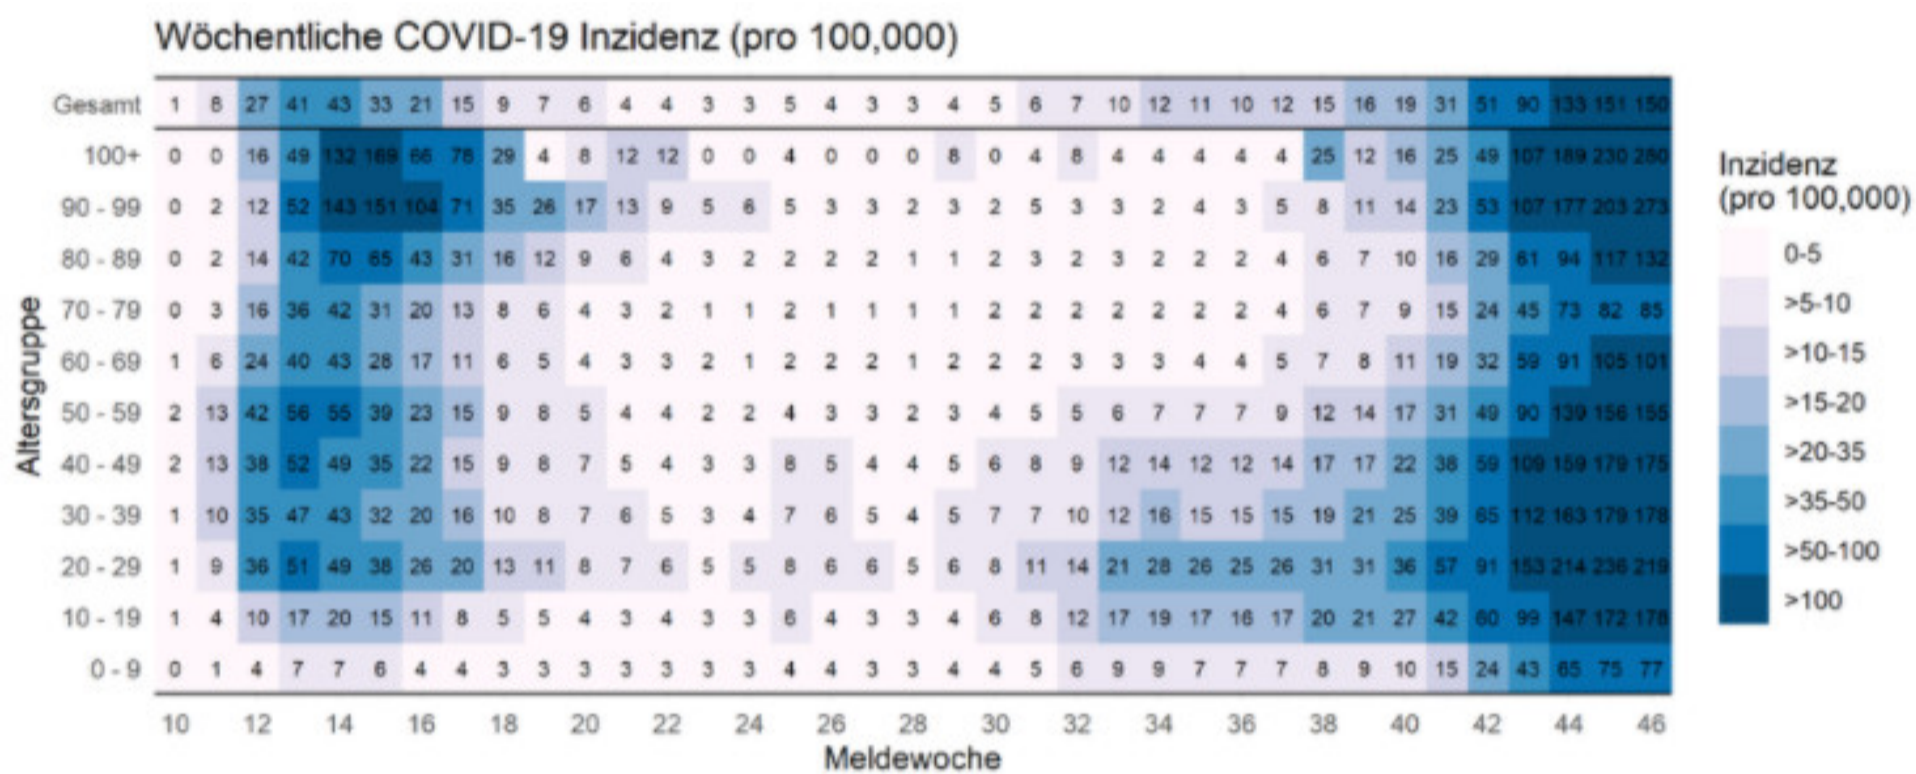 Wöchentliche COVID-19 Inzidenz (pro 100,000)
Gesamt 1 8 27 41 43 33 21 15 9 7 6 4 4 3 3 5 4 3 3 4 5 6 7 10 12 11 10 12 15 16 19 31 51 90 133 151 150
100+ 0 0 16 49 132 169 66 78 29 4 8 12 12 0 0 4 0 0 0 8 0 4 8 4 4 4 4 4 25 12 16 25 49 107 189 230 280
90 - 99 0 2 12 52 143 151 104 71 35 26 17 13 9 5 6 5 3 3 2 3 2 5 3 3 2 4 3 5 8 11 14 23 53 107 177 203 273
80 - 89 0 2 14 42 70 65 43 31 16 12 9 6 4 3 2 2 2 2 1 1 2 3 2 3 2 2 2 4 6 7 10 16 29 61 94 117 132
70 - 79 0 3 16 36 42 31 20 13 8 6 4 3 2 1 1 2 1 1 1 1 2 2 2 2 2 2 2 4 6 7 9 15 24 45 73 82 85
60 - 69 1 6 24 40 43 28 17 11 6 5 4 3 3 2 1 2 2 2 1 2 2 2 3 3 3 4 4 5 7 8 11 19 32 59 91 105 101
50 - 59 2 13 42 56 55 39 23 15 9 8 5 4 4 2 2 4 3 3 2 3 4 5 5 6 7 7 7 9 12 14 17 31 49 90 139 156 155
40 - 49 2 13 38 52 49 35 22 15 9 8 7 5 4 3 3 8 5 4 4 5 6 8 9 12 14 12 12 14 17 17 22 38 59 109 159 179 175
30 - 39 1 10 35 47 43 32 20 16 10 8 7 6 5 3 4 7 6 5 4 5 7 7 10 12 16 15 15 15 19 21 25 39 65 112 163 179 178
20 - 29 1 9 36 51 49 38 26 20 13 11 8 7 6 5 5 8 6 6 5 6 8 11 14 21 28 26 25 26 31 31 36 57 91 153 214 236 219
10 - 19 1 4 10 17 20 15 11 8 5 5 4 3 4 3 3 6 4 3 3 4 6 8 12 17 19 17 16 17 20 21 27 42 60 99 147 172 178
0 - 9 0 1 4 7 7 6 4 4 3 3 3 3 3 3 3 4 4 3 3 4 4 5 6 9 9 7 7 7 8 9 10 15 24 43 65 75 77
10 12 14 16 18 20 22 24 26 28 30 32 34 36 38 40 42 44 46
Meldewoche
Altersgruppe
Inzidenz
(pro 100,000)
0-5
>5-10
>10-15
>15-20
>20-35
>35-50
>50-100
>100